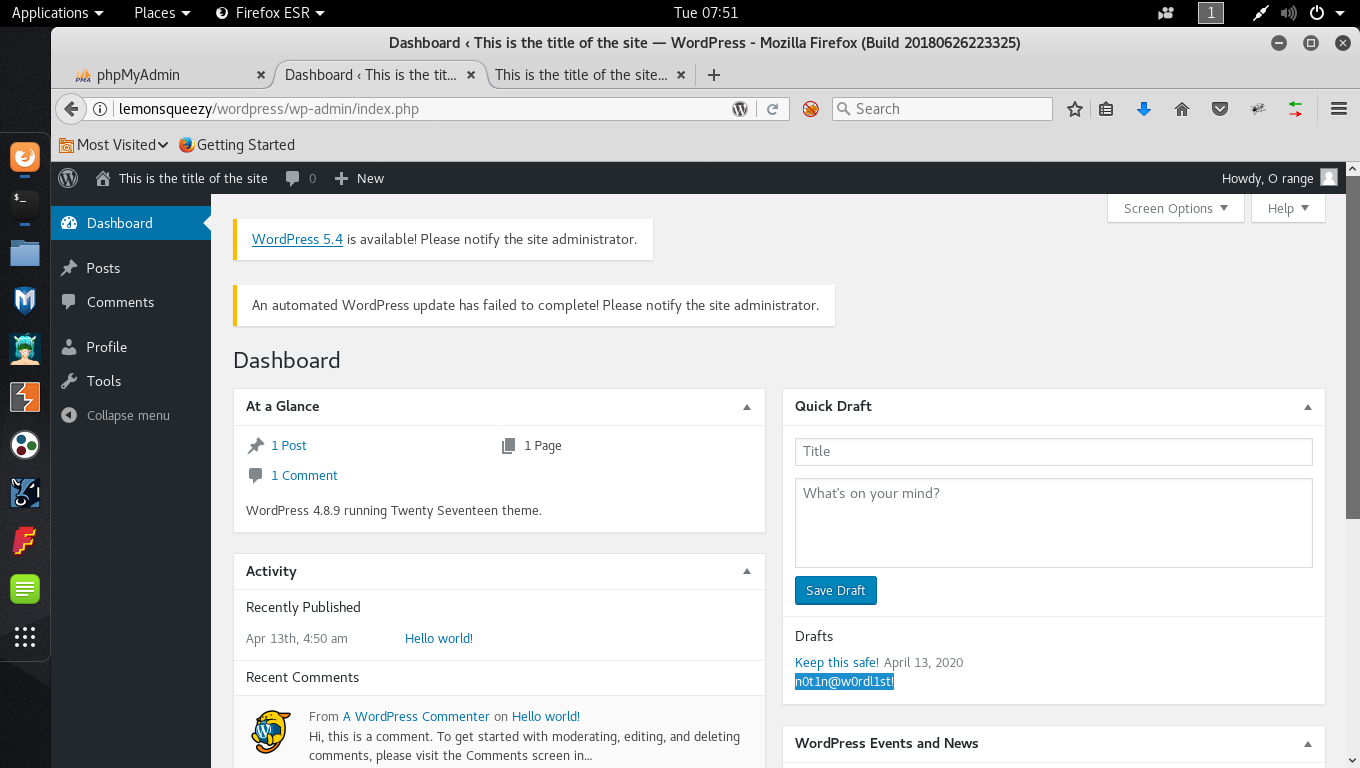 Applications Places Firefox ESR Tue 07:51 1
Dashboard ‹ This is the title of the site — WordPress - Mozilla Firefox (Build 20180626223325)
phpMyAdmin Dashboard ‹ This is the tit... This is the title of the site...
lemonsqueezy/wordpress/wp-admin/index.php Search
Most Visited Getting Started
This is the title of the site 0 New Howdy, O range
Screen Options Help
Dashboard
Posts
Comments
Profile
Tools
Collapse menu
WordPress 5.4 is available! Please notify the site administrator.
An automated WordPress update has failed to complete! Please notify the site administrator.
Dashboard
At a Glance
1 Post 1 Page
1 Comment
WordPress 4.8.9 running Twenty Seventeen theme.
Activity
Recently Published
Apr 13th, 4:50 am Hello world!
Recent Comments
From A WordPress Commenter on Hello world!
Hi, this is a comment. To get started with moderating, editing, and deleting
comments, please visit the Comments screen in...
Quick Draft
Title
What's on your mind?
Save Draft
Drafts
Keep this safe! April 13, 2020
n0t1n@w0rdl1st!
WordPress Events and News